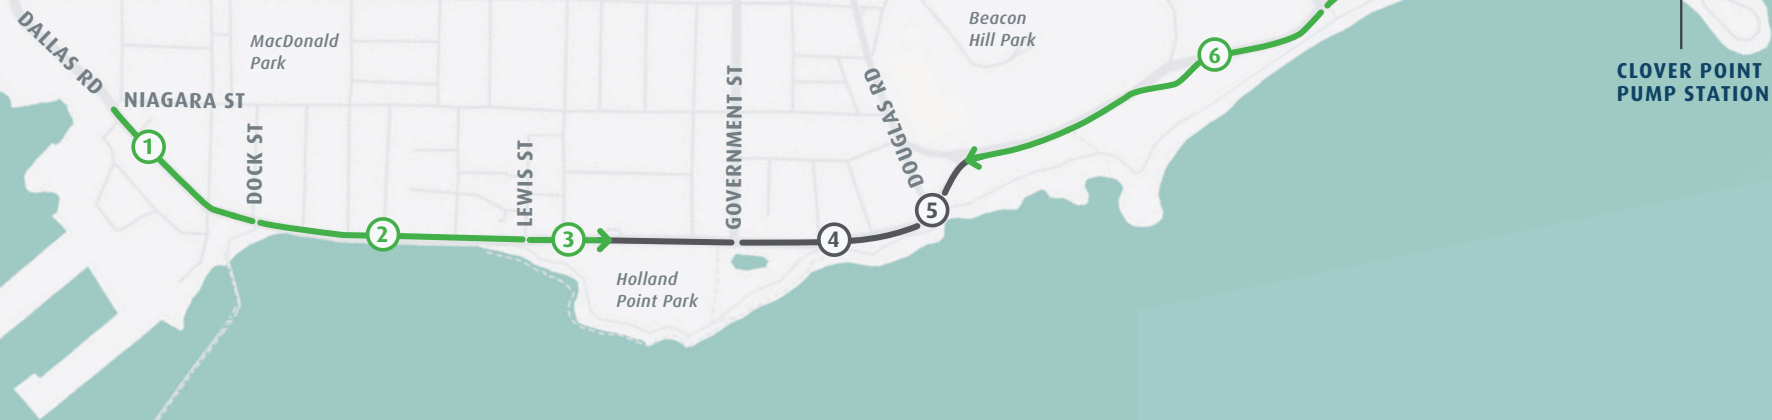 DALLAS RD
MacDonald
Park
Beacon
Hill Park
6
CLOVER POINT
PUMP STATION
NIAGARA ST
1
DOCK ST
LEWIS ST
GOVERNMENT ST
DOUGLAS RD
2
3
4
5
Holland
Point Park